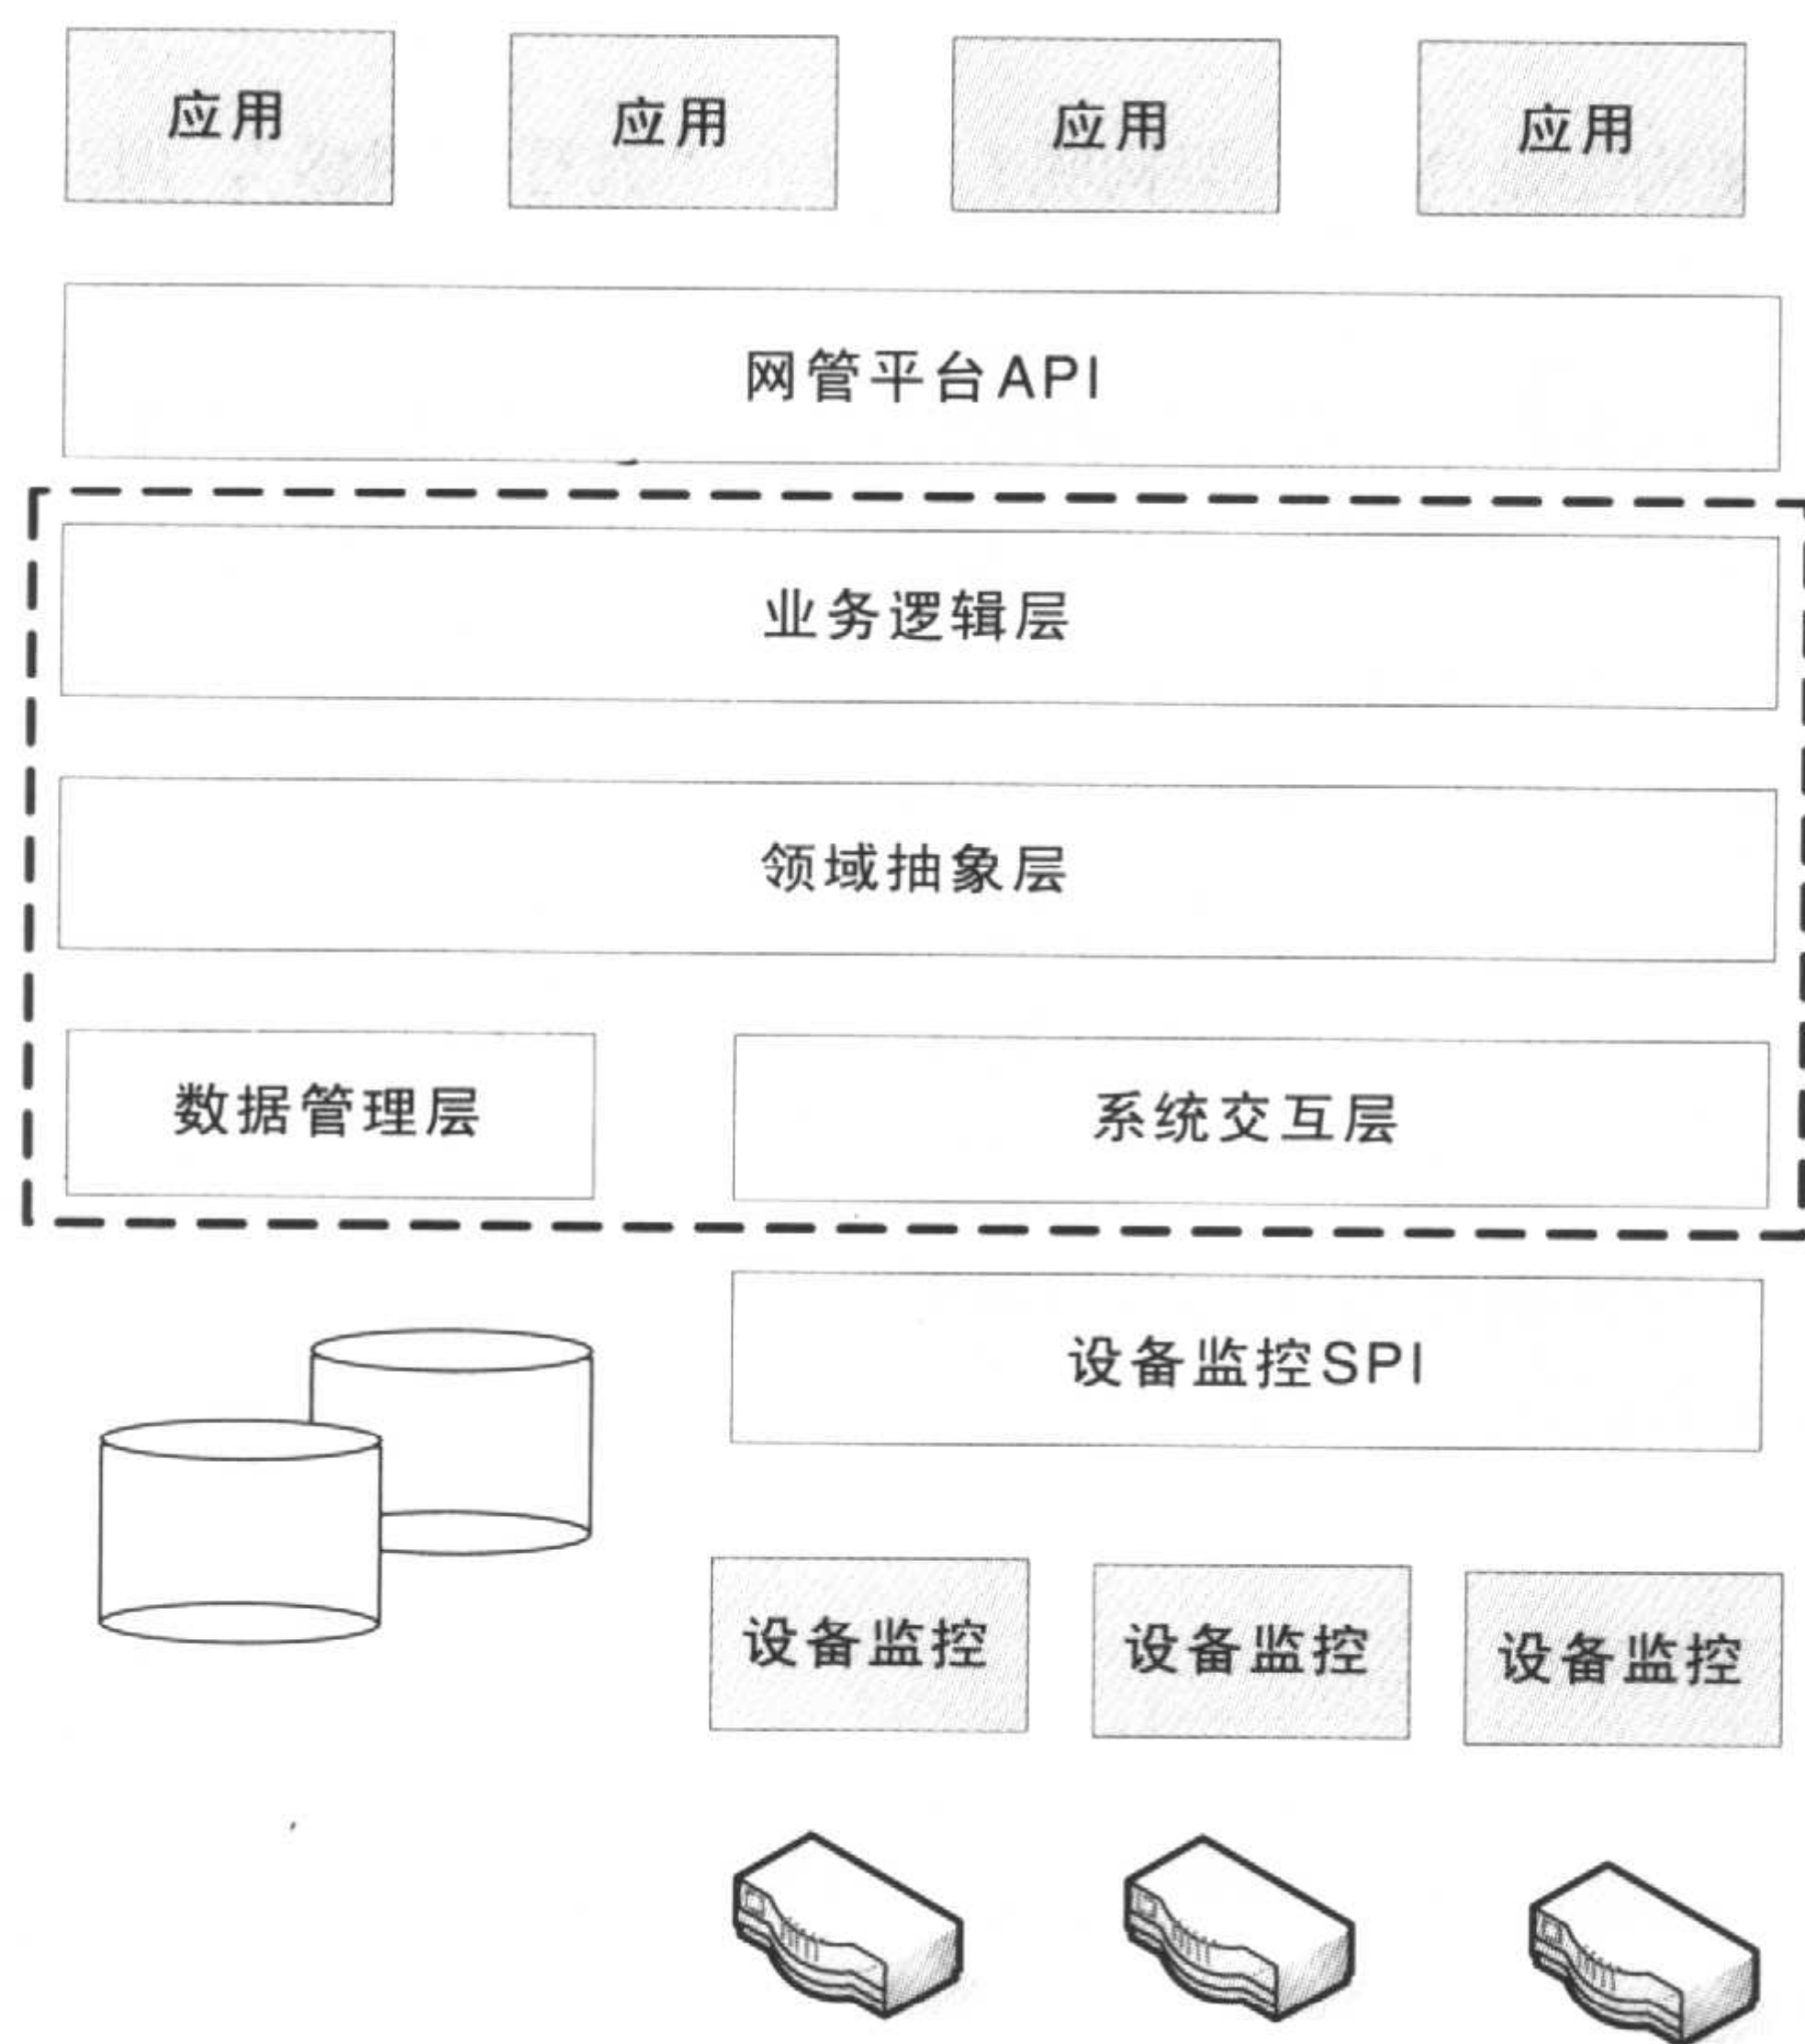 应用
应用
应用
应用
网管平台API
业务逻辑层
领域抽象层
数据管理层
系统交互层
设备监控SPI
设备监控
设备监控
设备监控